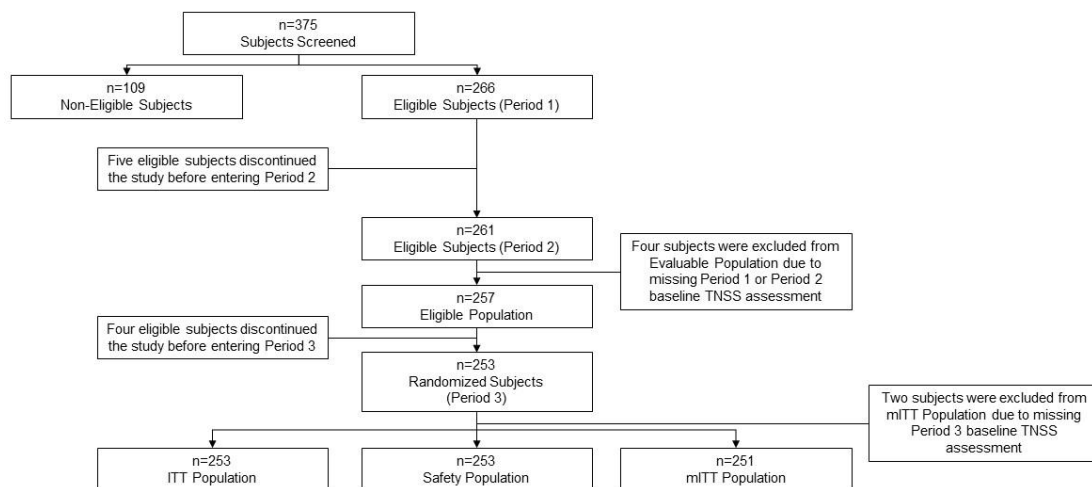 n=375
Subjects Screened
n=109
Non-Eligible Subjects
n=266
Eligible Subjects (Period 1)
Five eligible subjects discontinued
the study before entering Period 2
n=261
Eligible Subjects (Period 2)
Four subjects were excluded from
Evaluable Population due to
missing Period 1 or Period 2
baseline TNSS assessment
n=257
Eligible Population
Four eligible subjects discontinued
the study before entering Period 3
n=253
Randomized Subjects
(Period 3)
Two subjects were excluded from
mITT Population due to missing
Period 3 baseline TNSS
assessment
n=253
ITT Population
n=253
Safety Population
n=251
mITT Population